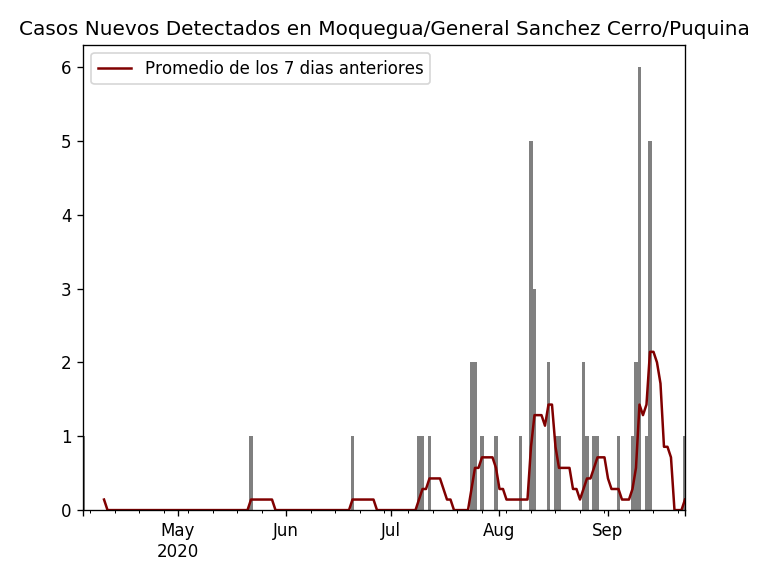 Casos Nuevos Detectados en Moquegua/General Sanchez Cerro/Puquina
Promedio de los 7 dias anteriores
6
5
4
3
2
1
0
May Jun Jul Aug Sep
2020